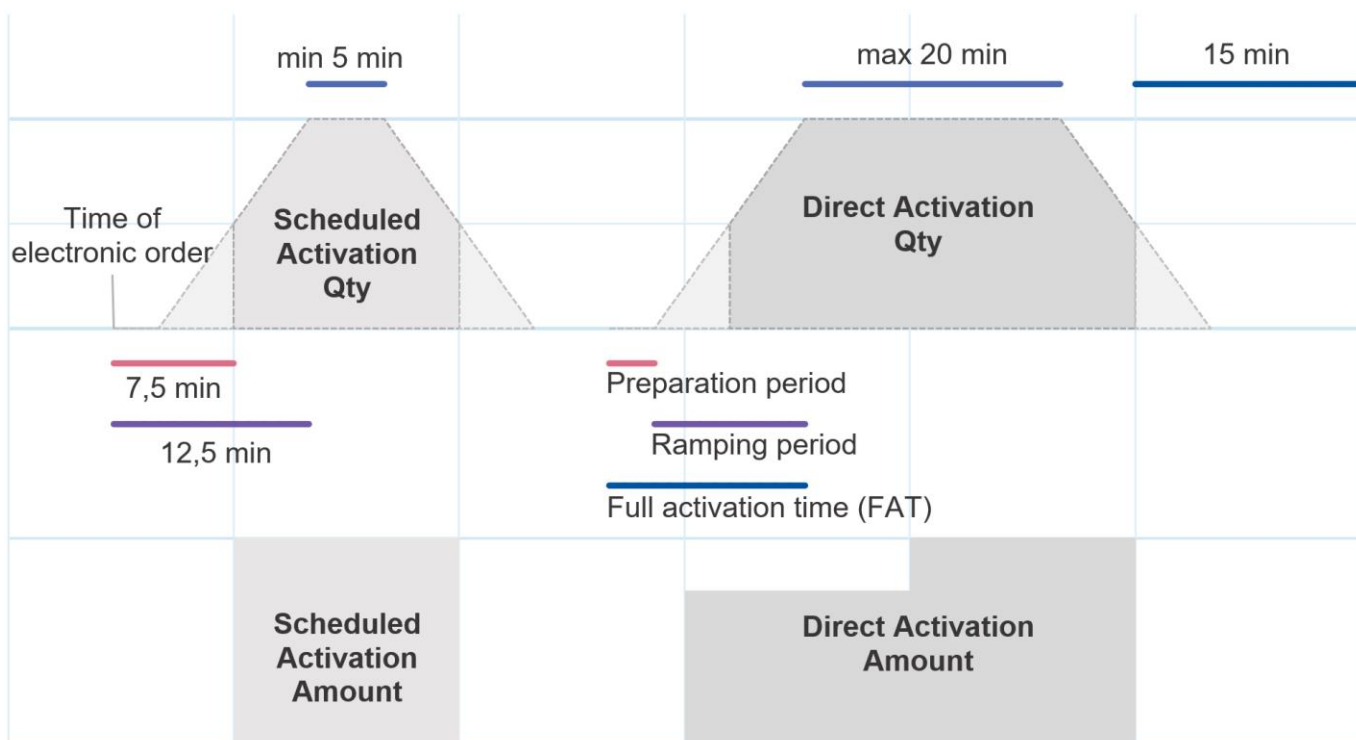 min 5 min
max 20 min
15 min
Time of
electronic order
Scheduled
Activation
Qty
Direct Activation
Qty
7,5 min
12,5 min
Preparation period
Ramping period
Full activation time (FAT)
Scheduled
Activation
Amount
Direct Activation
Amount